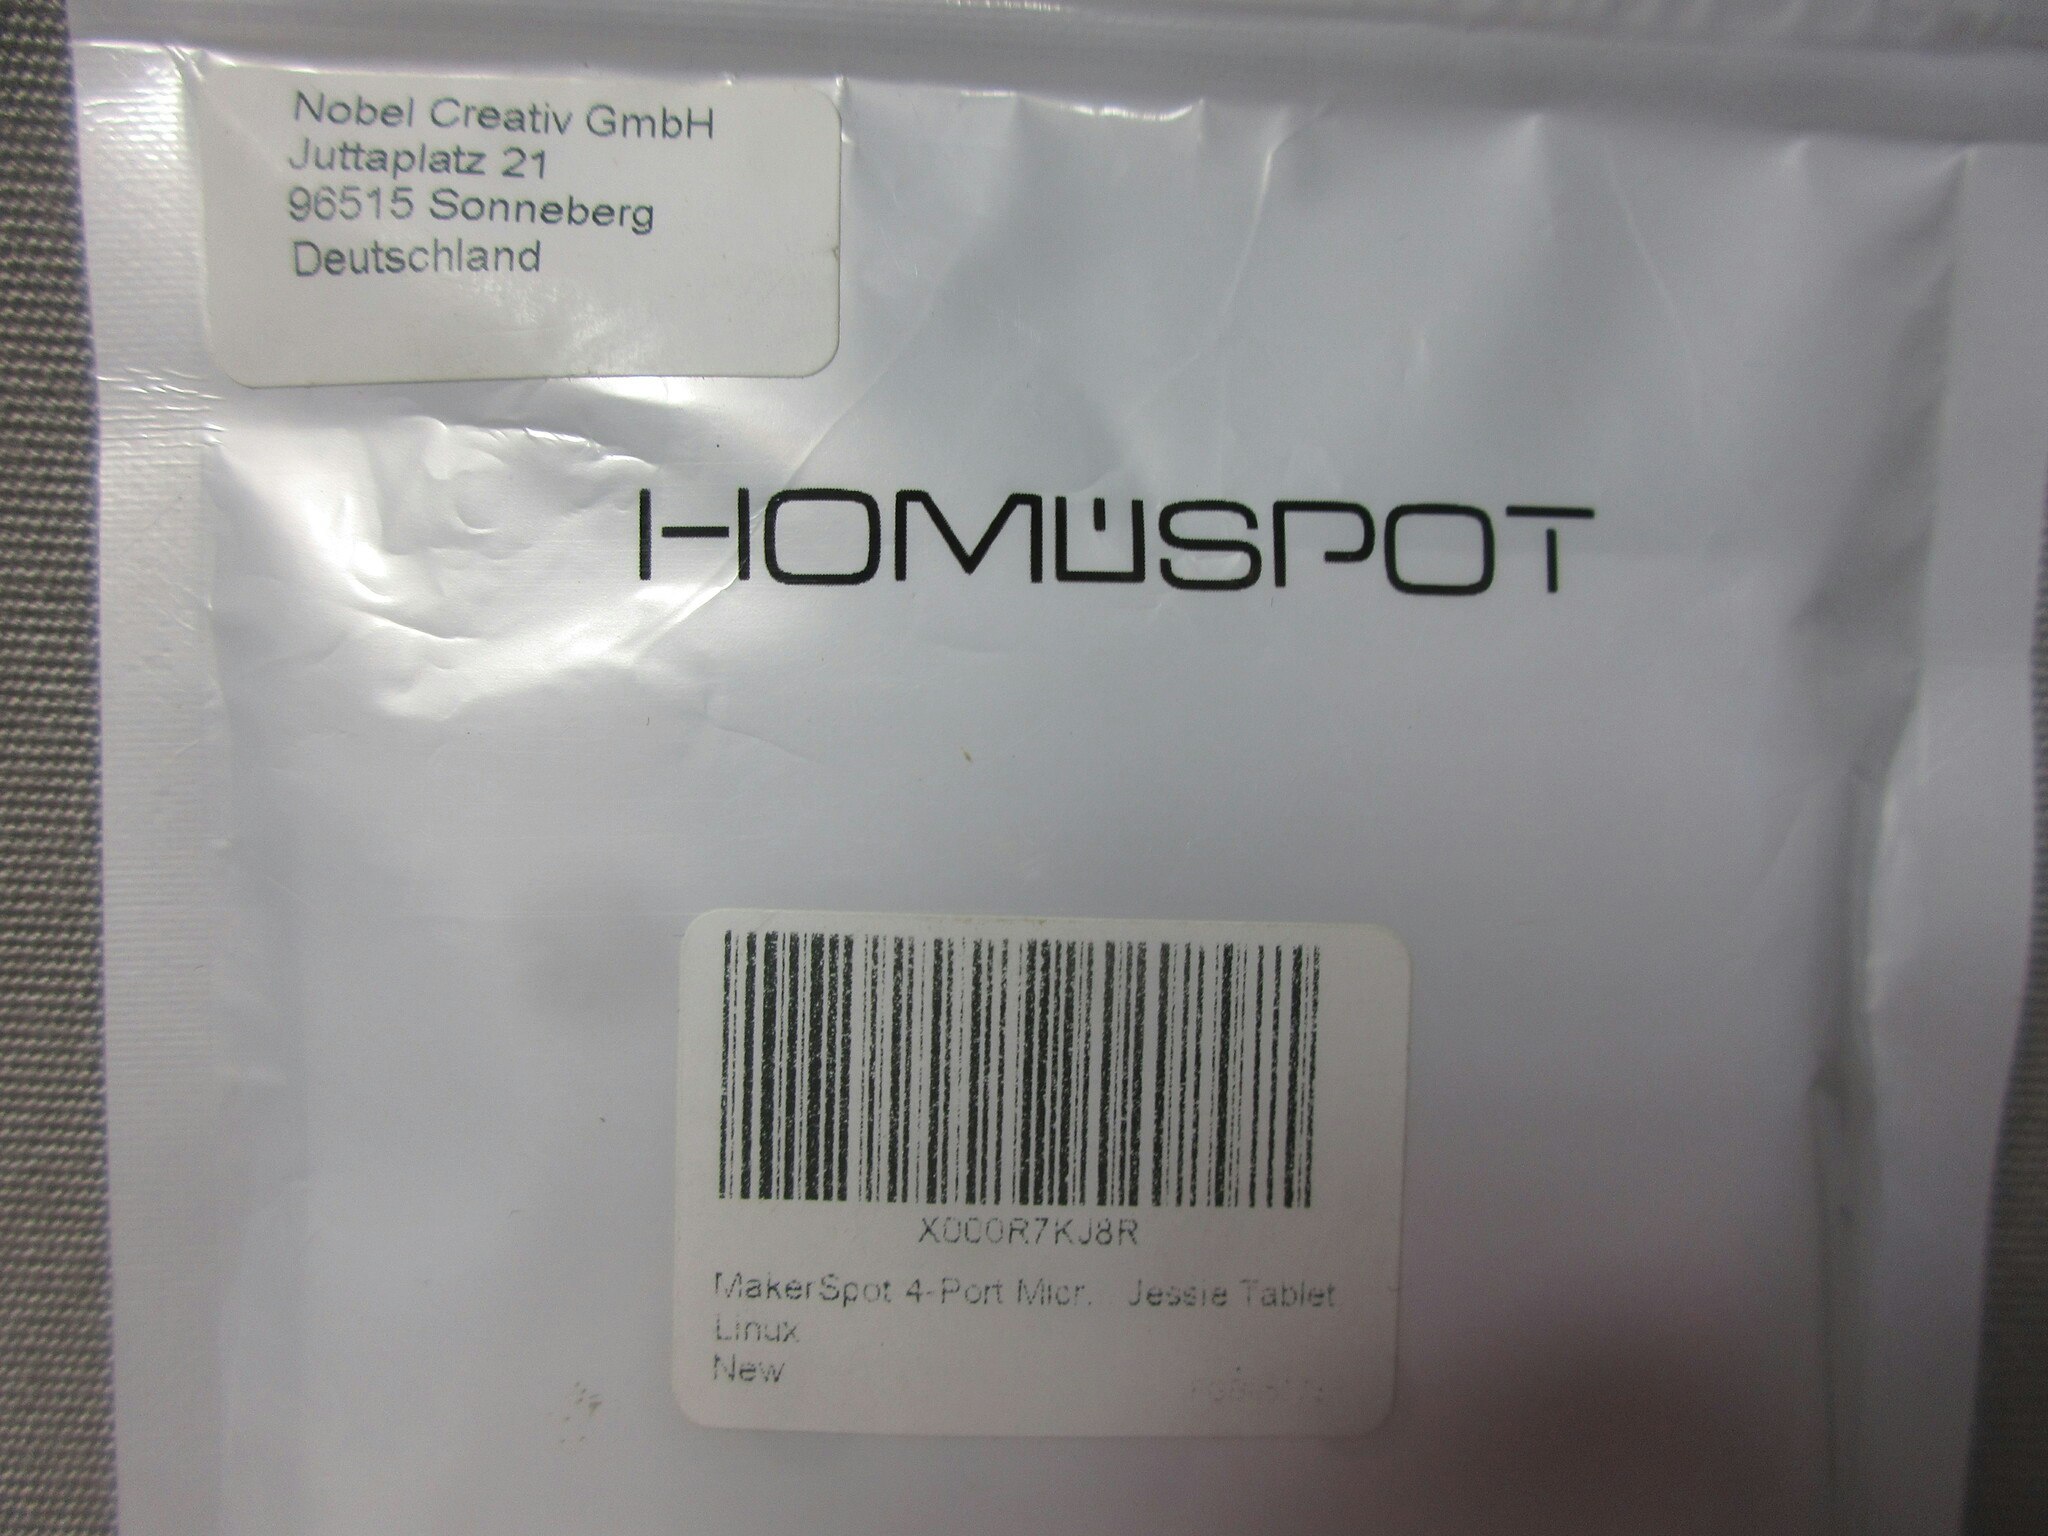 Nobel Creativ GmbH
Juttaplatz 21
96515 Sonneberg
Deutschland
HOMUSPOT
X000R7KJ8R
MakerSpot 4-Port Micr... Jessie Tablet
Linux
New